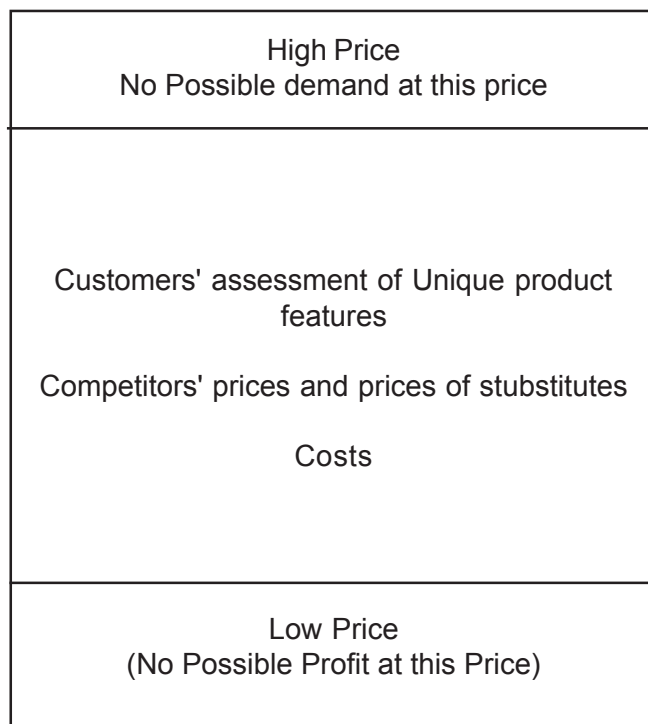 High Price
No Possible demand at this price
Customers' assessment of Unique product
features
Competitors' prices and prices of stubstitutes
Costs
Low Price
(No Possible Profit at this Price)